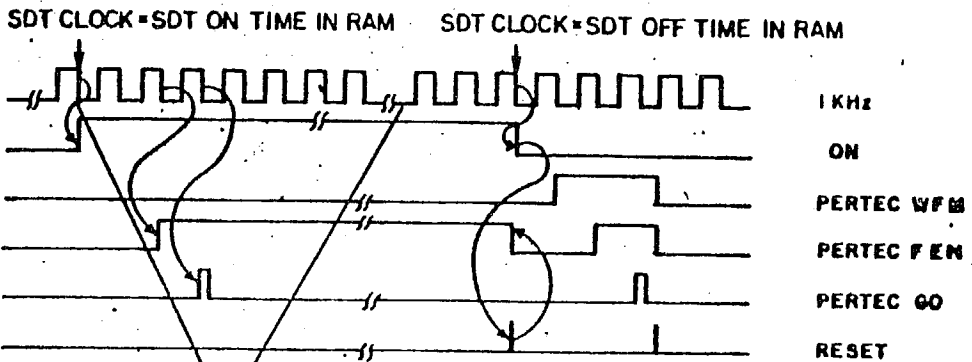 SDT CLOCK = SDT ON TIME IN RAM
SDT CLOCK = SDT OFF TIME IN RAM
1 KHz
ON
PERTEC WFM
PERTEC FEN
PERTEC GO
RESET